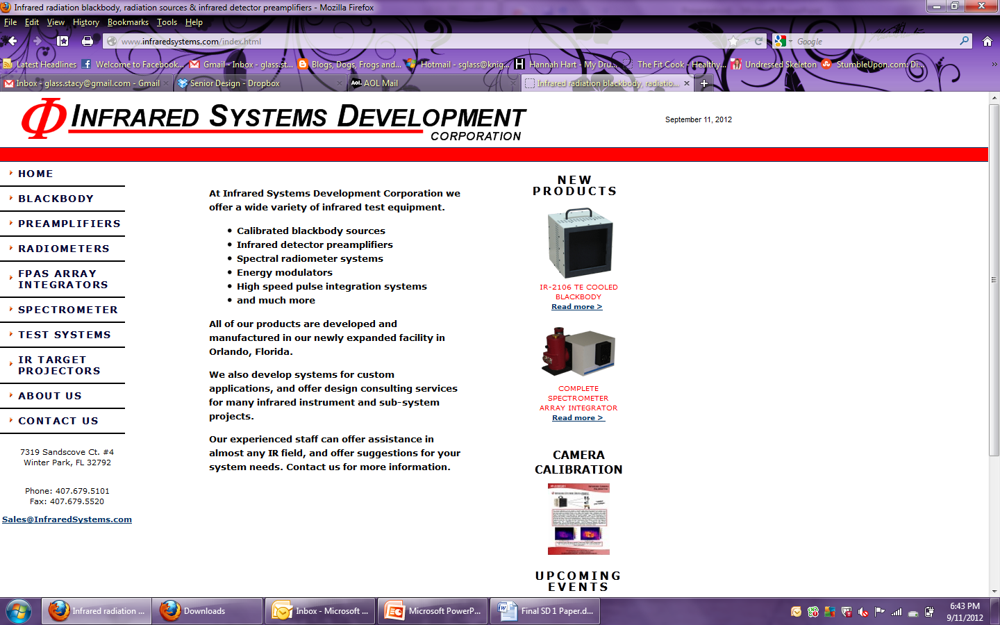 Infrared radiation blackbody, radiation sources & infrared detector preamplifiers - Mozilla Firefox
File Edit View History Bookmarks Tools Help
www.infraredsystems.com/index.html
Google
Latest Headlines
Welcome to Facebook...
Gmail - Inbox - glass.st...
Blogs, Dogs, Frogs and...
Hotmail - sglass@knig...
Hannah Hart - My Dru...
The Fit Cook - Healthy...
Undressed Skeleton
StumbleUpon.com: Di...
Inbox - glass.stacy@gmail.com - Gmail
Senior Design - Dropbox
Aol. AOL Mail
Infrared radiation blackbody, radiatio...
Φ INFRARED SYSTEMS DEVELOPMENT
CORPORATION
September 11, 2012
HOME
BLACKBODY
PREAMPLIFIERS
RADIOMETERS
FPAS ARRAY
INTEGRATORS
SPECTROMETER
TEST SYSTEMS
IR TARGET
PROJECTORS
ABOUT US
CONTACT US
7319 Sandscove Ct. #4
Winter Park, FL 32792
Phone: 407.679.5101
Fax: 407.679.5520
Sales@InfraredSystems.com
At Infrared Systems Development Corporation we
offer a wide variety of infrared test equipment.
• Calibrated blackbody sources
• Infrared detector preamplifiers
• Spectral radiometer systems
• Energy modulators
• High speed pulse integration systems
• and much more
All of our products are developed and
manufactured in our newly expanded facility in
Orlando, Florida.
We also develop systems for custom
applications, and offer design consulting services
for many infrared instrument and sub-system
projects.
Our experienced staff can offer assistance in
almost any IR field, and offer suggestions for your
system needs. Contact us for more information.
NEW
PRODUCTS
IR-2106 TE COOLED
BLACKBODY
Read more >
COMPLETE
SPECTROMETER
ARRAY INTEGRATOR
Read more >
CAMERA
CALIBRATION
UPCOMING
EVENTS
Infrared radiation ...
Downloads
Inbox - Microsoft ...
Microsoft PowerP...
Final SD 1 Paper.d...
6:43 PM
9/11/2012